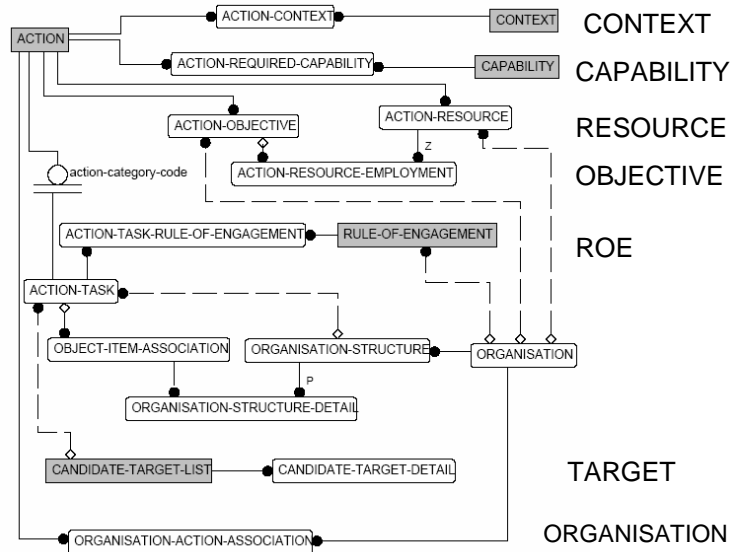 ACTION-CONTEXT
CONTEXT
CONTEXT
ACTION
ACTION-REQUIRED-CAPABILITY
CAPABILITY
CAPABILITY
ACTION-OBJECTIVE
ACTION-RESOURCE
RESOURCE
Z
action-category-code
ACTION-RESOURCE-EMPLOYMENT
OBJECTIVE
ACTION-TASK-RULE-OF-ENGAGEMENT
RULE-OF-ENGAGEMENT
ROE
ACTION-TASK
OBJECT-ITEM-ASSOCIATION
ORGANISATION-STRUCTURE
ORGANISATION
P
ORGANISATION-STRUCTURE-DETAIL
CANDIDATE-TARGET-LIST
CANDIDATE-TARGET-DETAIL
TARGET
ORGANISATION-ACTION-ASSOCIATION
ORGANISATION